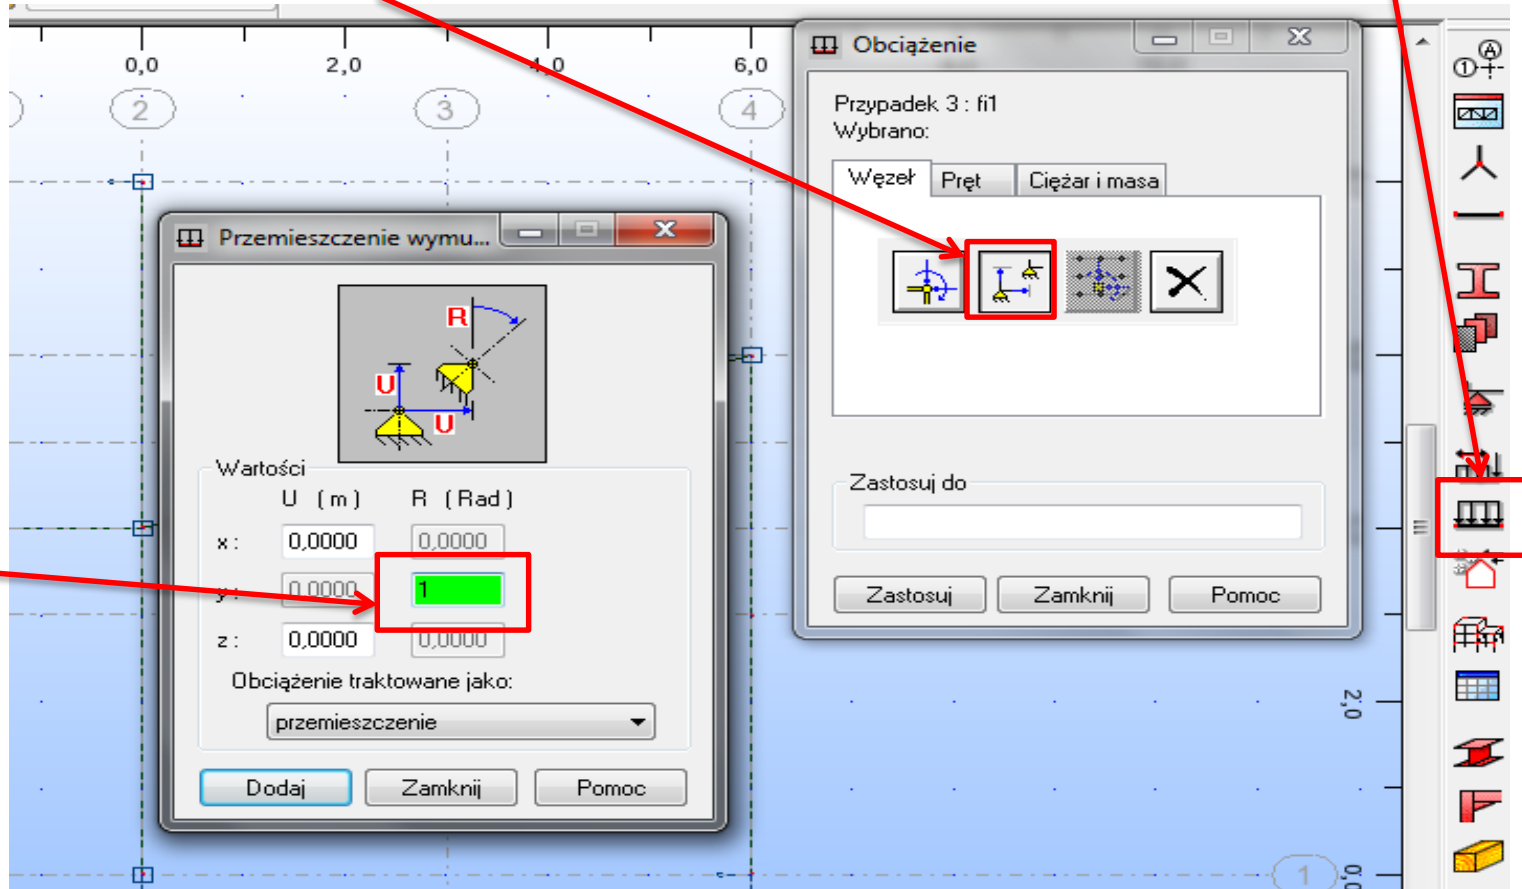 0,0 2,0 4,0 6,0
2 3 4
Obciążenie
Przypadek 3 : fi1
Wybrano:
Węzeł Pręt Ciężar i masa
Zastosuj do
Zastosuj Zamknij Pomoc
Przemieszczenie wymu...
R
U
U
Wartości
U (m) R (Rad)
x : 0,0000 0,0000
y : 0,0000 1
z : 0,0000 0,0000
Obciążenie traktowane jako:
przemieszczenie
Dodaj Zamknij Pomoc
A
1
2,0
1
0,0